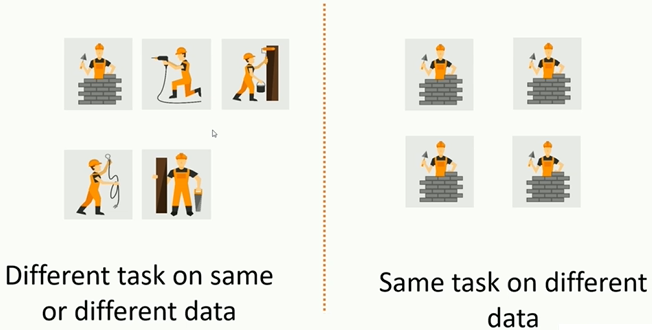 Different task on same
or different data
Same task on different
data